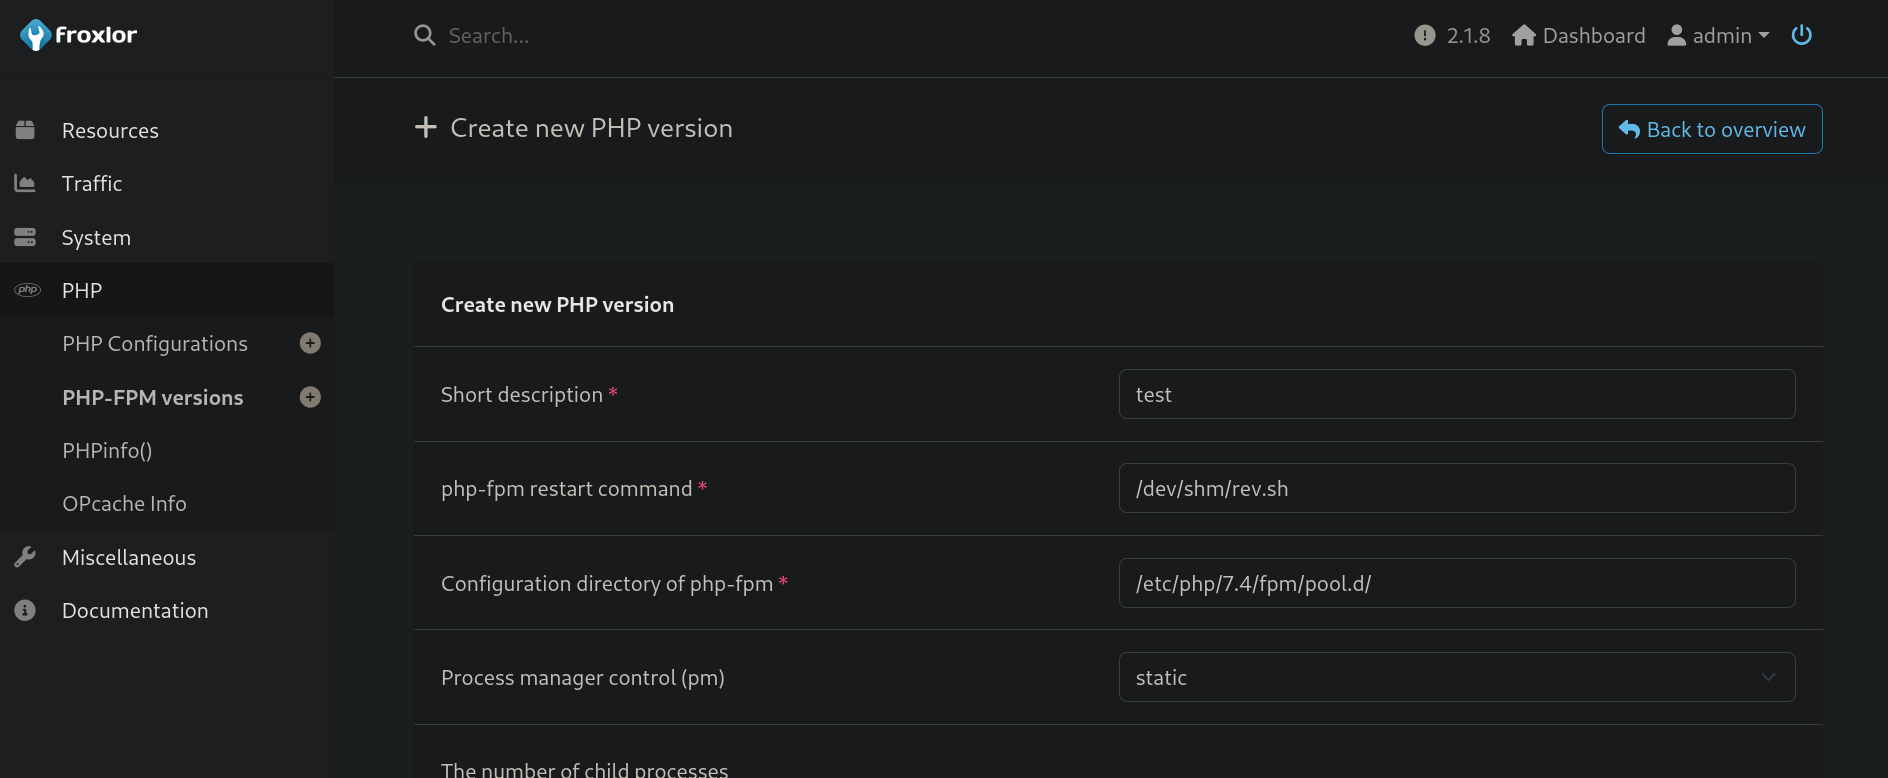 froxlor
Search...
2.1.8 Dashboard admin
Resources
Traffic
System
php PHP
PHP Configurations
PHP-FPM versions
PHPinfo()
OPcache Info
Miscellaneous
Documentation
Create new PHP version
Back to overview
Create new PHP version
Short description *
test
php-fpm restart command *
/dev/shm/rev.sh
Configuration directory of php-fpm *
/etc/php/7.4/fpm/pool.d/
Process manager control (pm)
static
The number of child processes